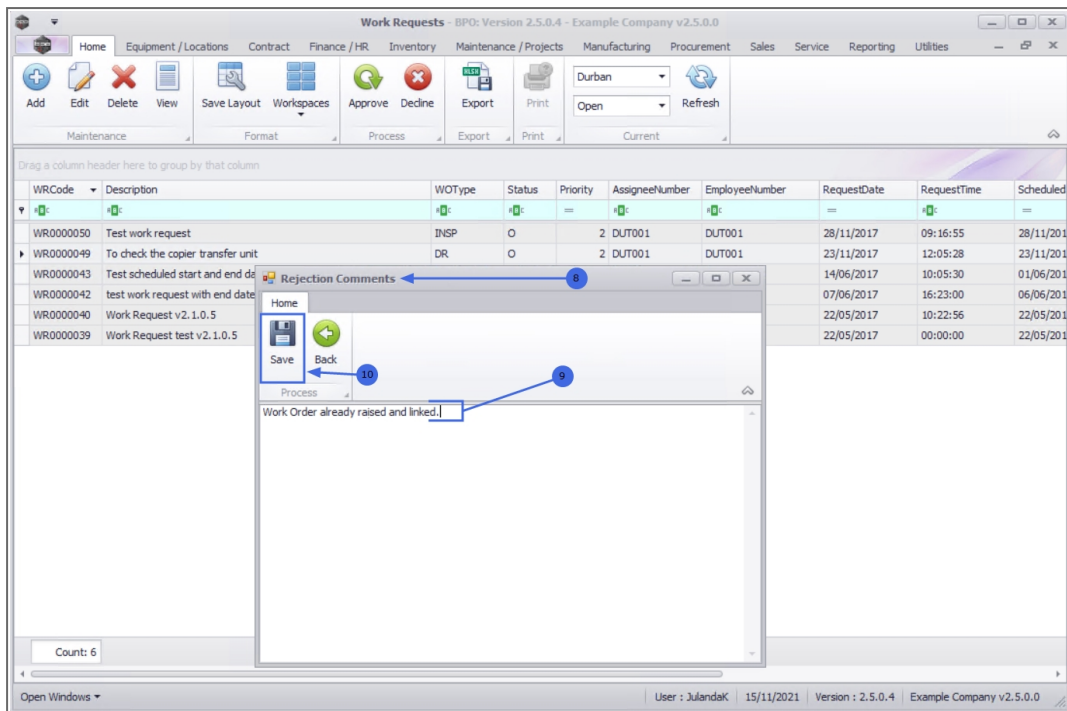 Work Requests - BPO: Version 2.5.0.4 - Example Company v2.5.0.0
Home Equipment / Locations Contract Finance / HR Inventory Maintenance / Projects Manufacturing Procurement Sales Service Reporting Utilities
Add Edit Delete View Save Layout Workspaces Approve Decline Export Print Durban Open Refresh
Maintenance Format Process Export Print Current
Drag a column header here to group by that column
WRCode Description WOType Status Priority AssigneeNumber EmployeeNumber RequestDate RequestTime Scheduled
WR0000050 Test work request INSP O 2 DUT001 DUT001 28/11/2017 09:16:55 28/11/201
WR0000049 To check the copier transfer unit DR O 2 DUT001 DUT001 23/11/2017 12:05:28 23/11/201
WR0000043 Test scheduled start and end da 14/06/2017 10:05:30 01/06/201
WR0000042 test work request with end date 07/06/2017 16:23:00 06/06/201
WR0000040 Work Request v2.1.0.5 22/05/2017 10:22:56 22/05/201
WR0000039 Work Request test v2.1.0.5 22/05/2017 00:00:00 22/05/201
Rejection Comments 8
Home
Save Back
10
9
Process
Work Order already raised and linked.
Count: 6
Open Windows User : JulandaK 15/11/2021 Version : 2.5.0.4 Example Company v2.5.0.0